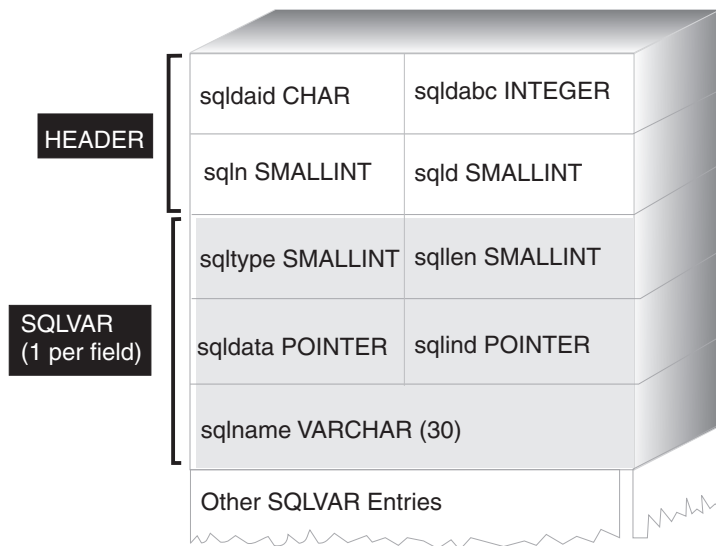 HEADER
sqldaid CHAR
sqldabc INTEGER
sqln SMALLINT
sqld SMALLINT
SQLVAR
(1 per field)
sqltype SMALLINT
sqllen SMALLINT
sqldata POINTER
sqlind POINTER
sqlname VARCHAR (30)
Other SQLVAR Entries